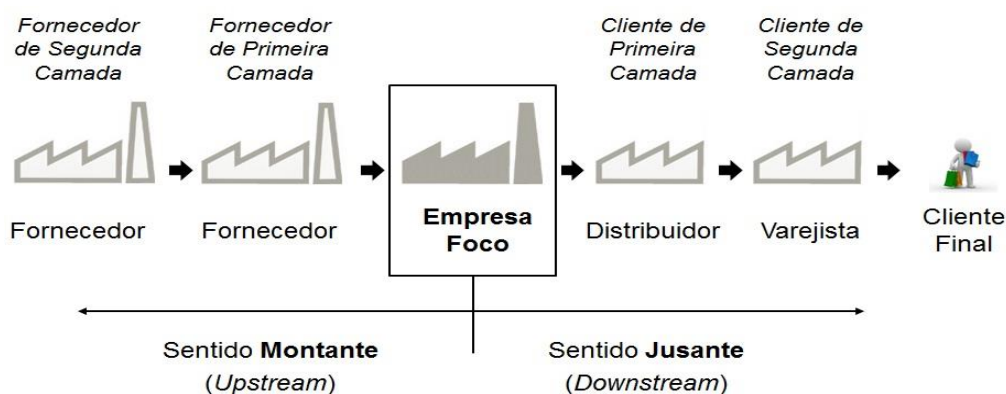 Fornecedor
de Segunda
Camada
Fornecedor
de Primeira
Camada
Cliente de
Primeira
Camada
Cliente de
Segunda
Camada
Fornecedor
Fornecedor
Empresa
Foco
Distribuidor
Varejista
Cliente
Final
Sentido Montante
(Upstream)
Sentido Jusante
(Downstream)